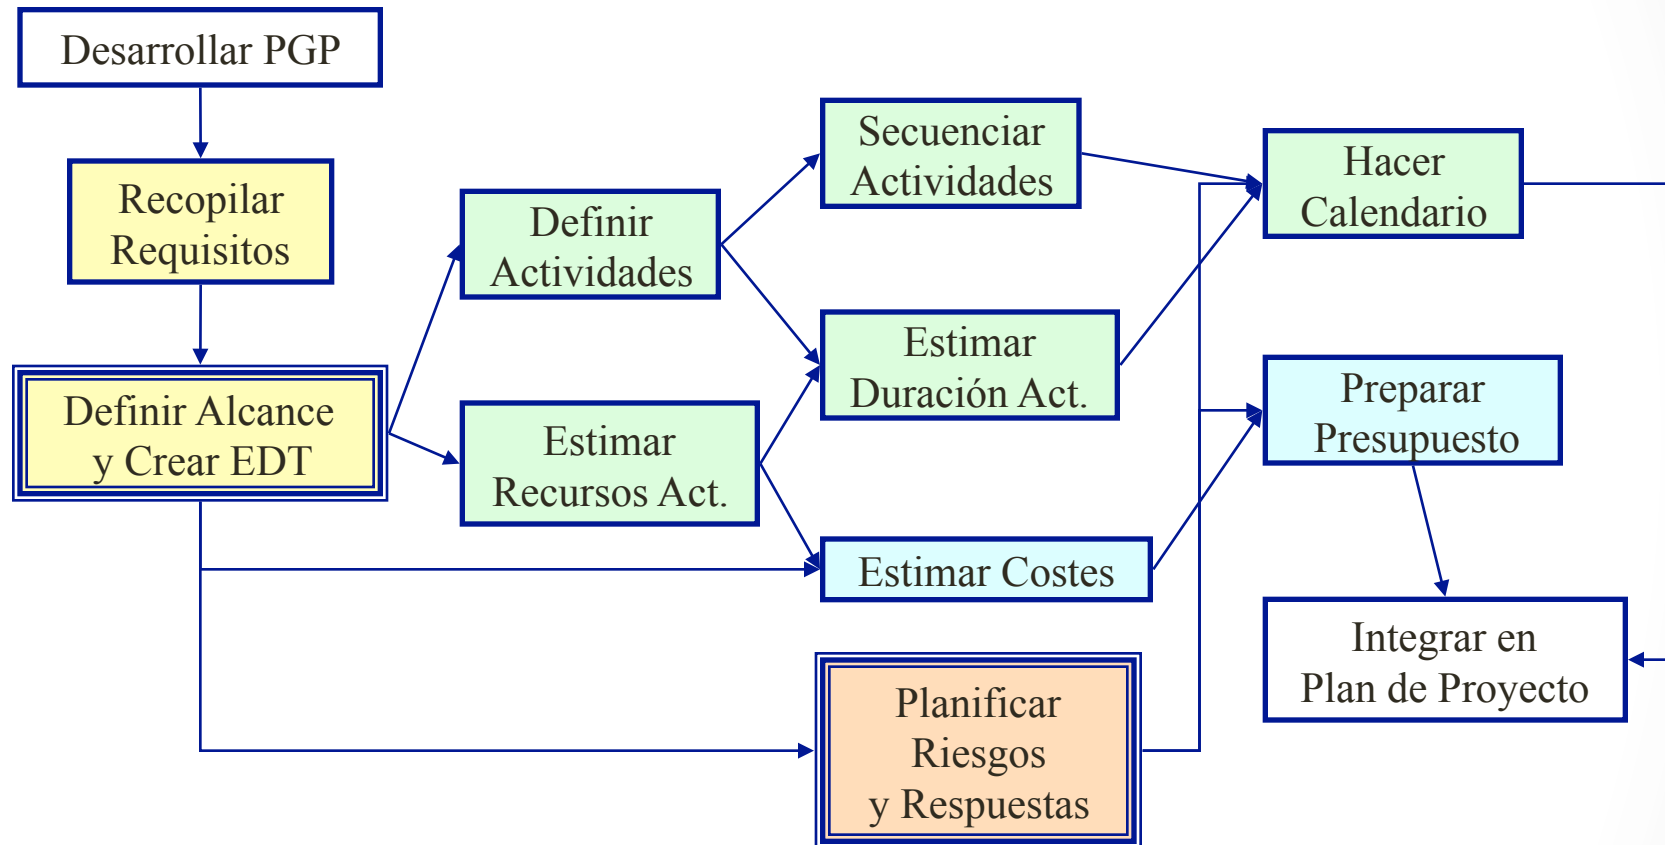 Desarrollar PGP
Recopilar
Requisitos
Definir Alcance
y Crear EDT
Definir
Actividades
Estimar
Recursos Act.
Secuenciar
Actividades
Estimar
Duración Act.
Estimar Costes
Planificar
Riesgos
y Respuestas
Hacer
Calendario
Preparar
Presupuesto
Integrar en
Plan de Proyecto